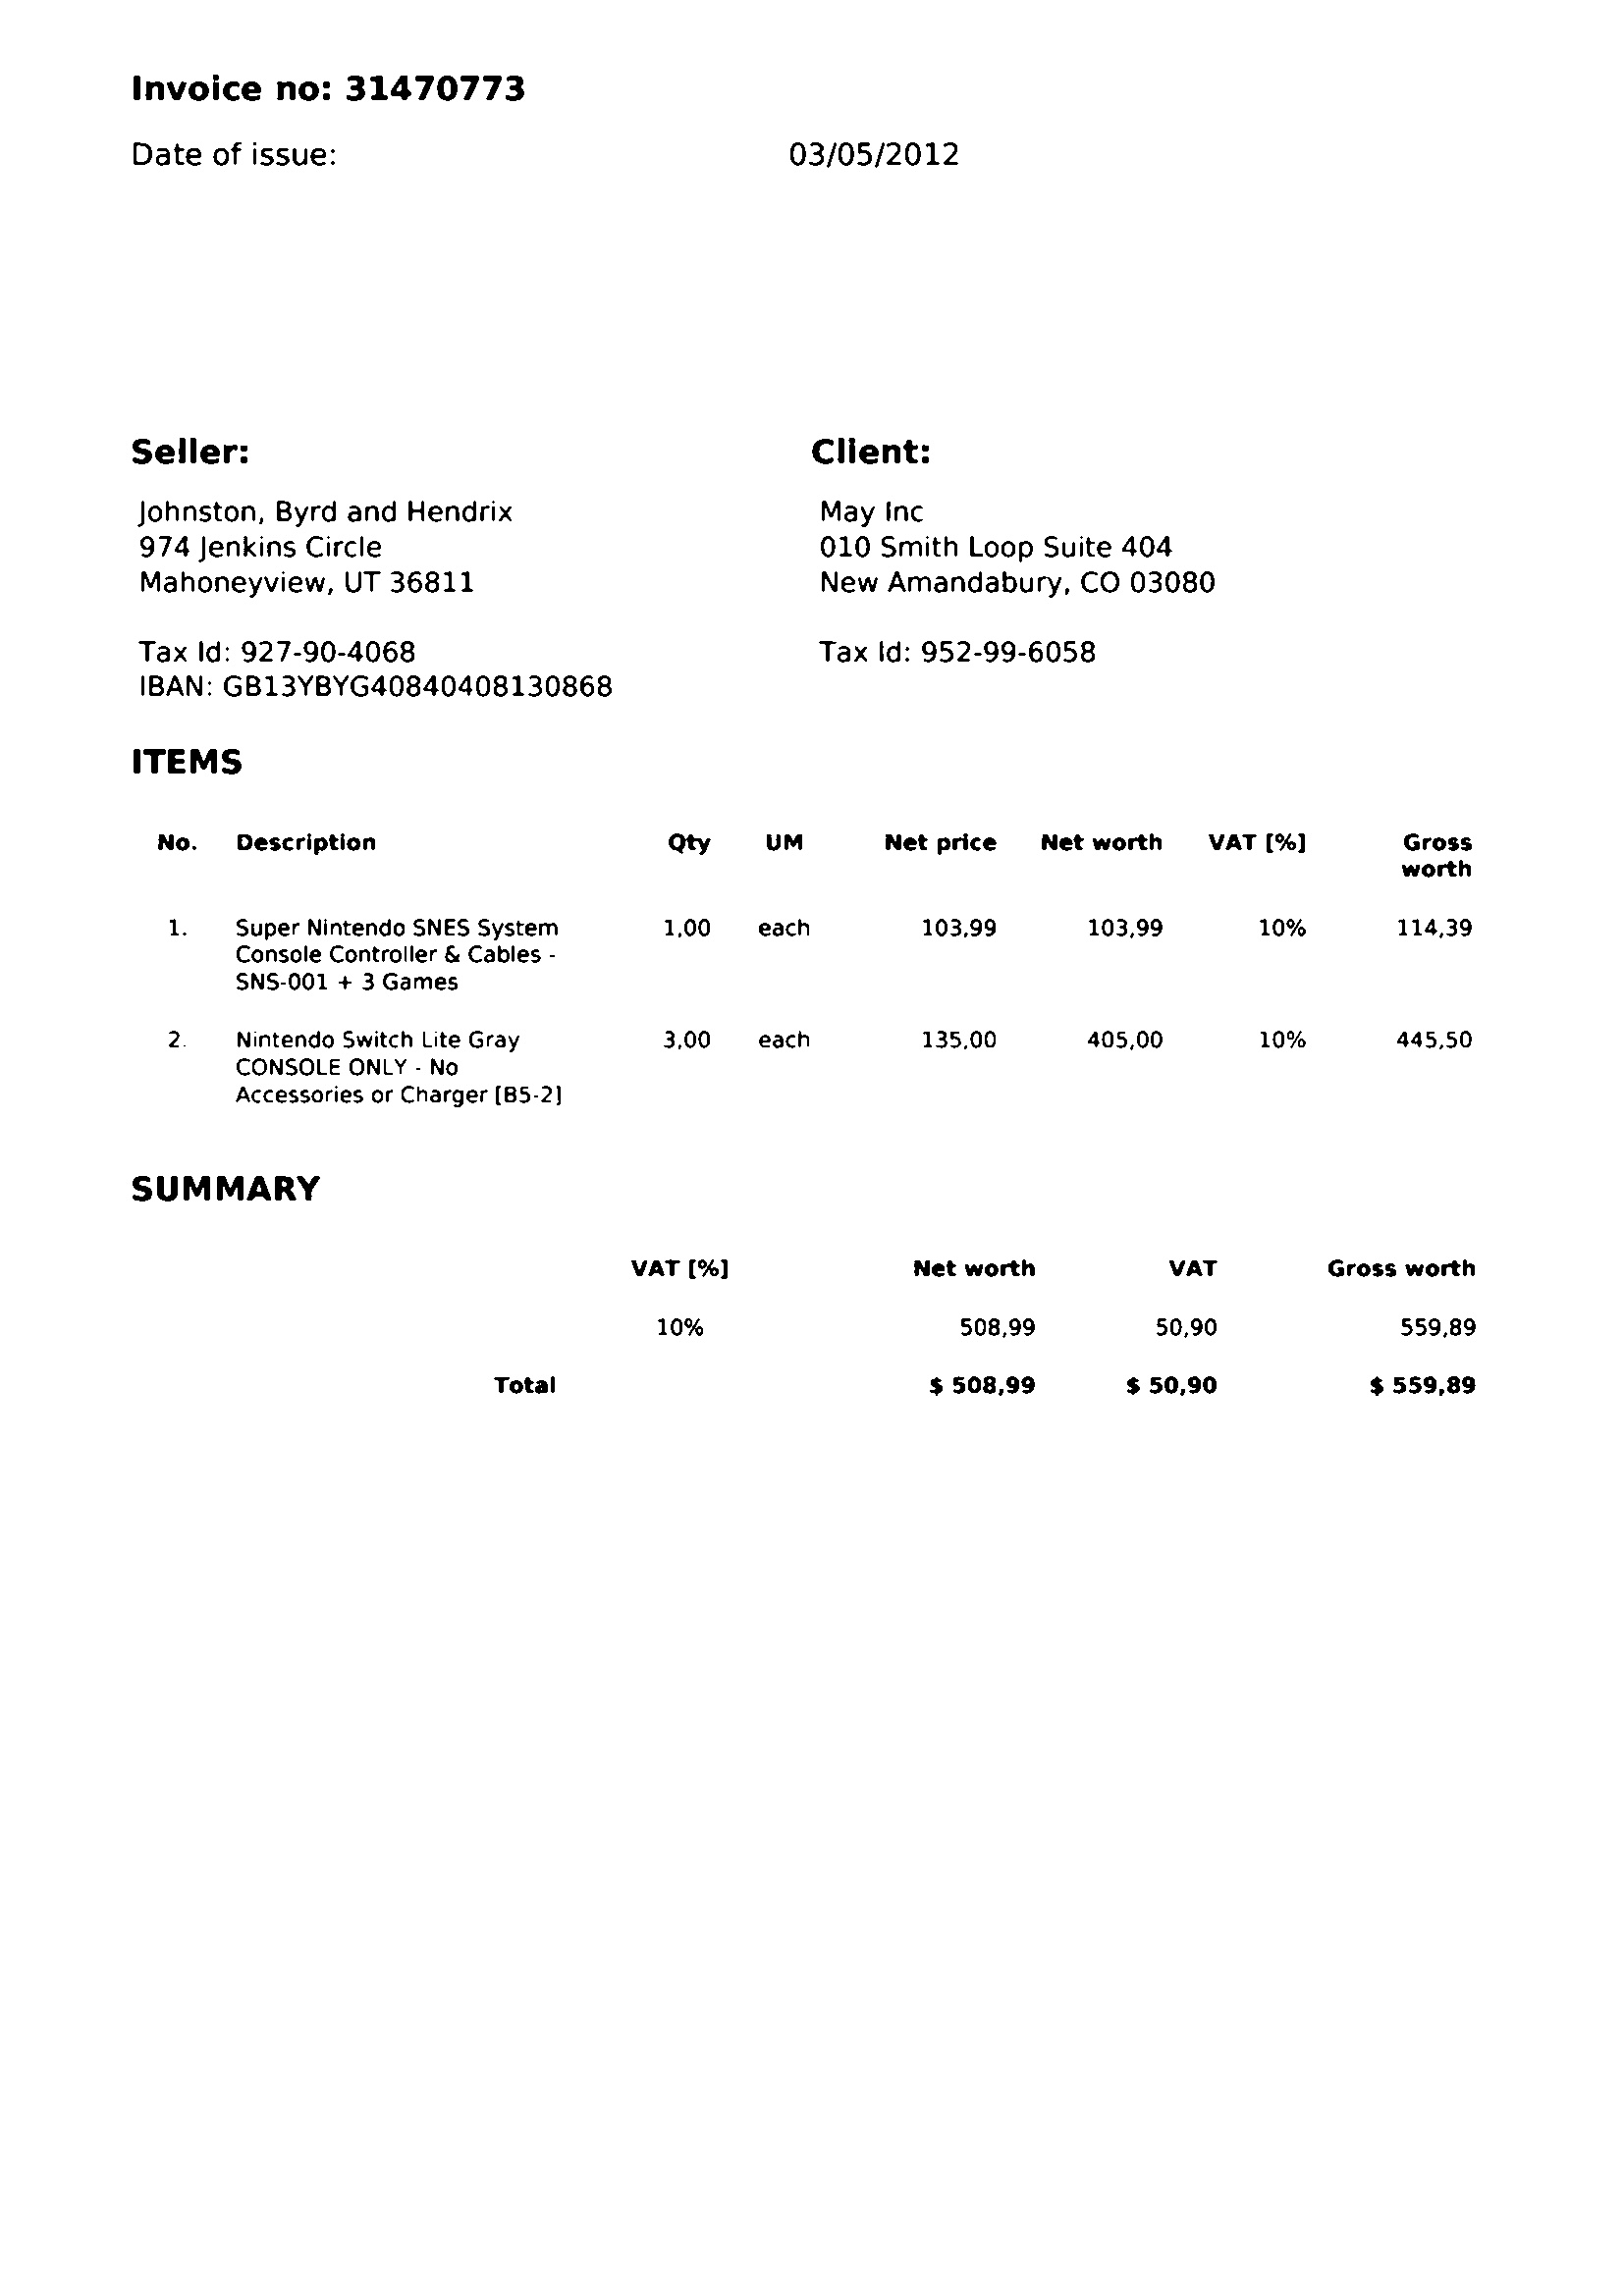 Invoice no: 31470773
Date of issue: 03/05/2012
Seller:
Johnston, Byrd and Hendrix
974 Jenkins Circle
Mahoneyview, UT 36811
Tax Id: 927-90-4068
IBAN: GB13YBYG40840408130868
Client:
May Inc
010 Smith Loop Suite 404
New Amandabury, CO 03080
Tax Id: 952-99-6058
ITEMS
No. Description Qty UM Net price Net worth VAT [%] Gross
worth
1. Super Nintendo SNES System 1,00 each 103,99 103,99 10% 114,39
Console Controller & Cables -
SNS-001 + 3 Games
2. Nintendo Switch Lite Gray 3,00 each 135,00 405,00 10% 445,50
CONSOLE ONLY - No
Accessories or Charger [B5-2]
SUMMARY
VAT [%] Net worth VAT Gross worth
10% 508,99 50,90 559,89
Total $ 508,99 $ 50,90 $ 559,89